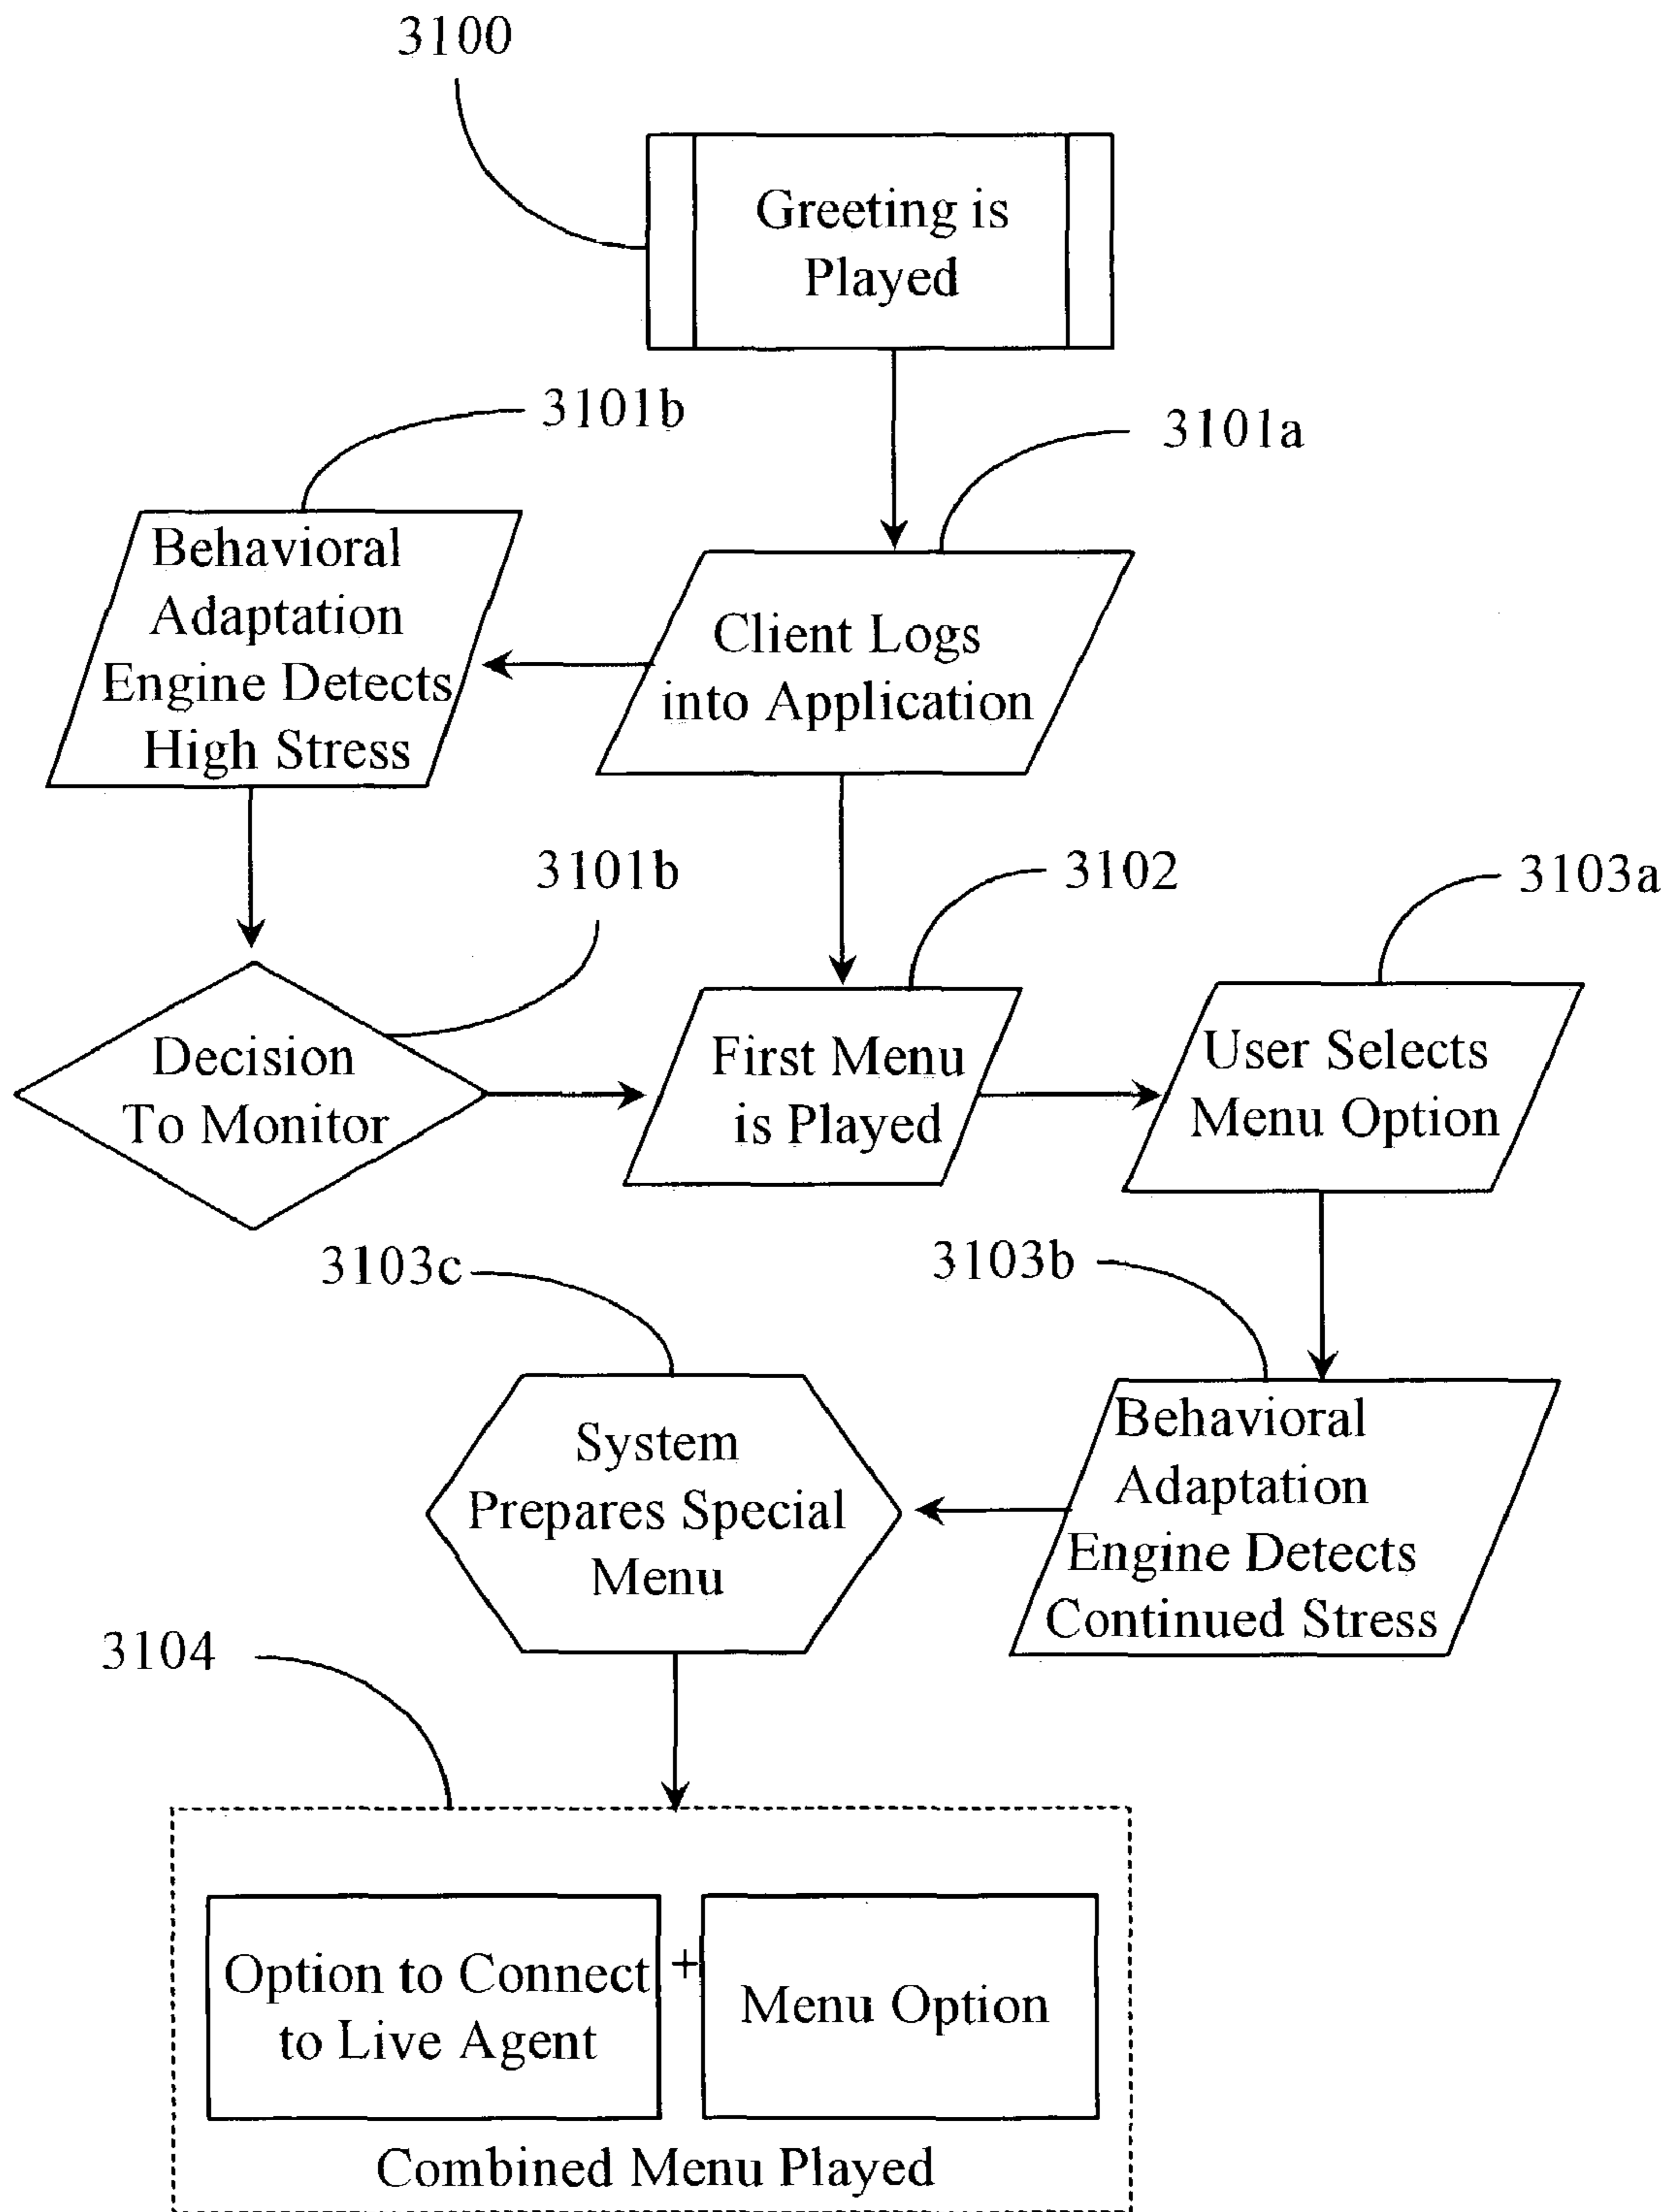 3100
Greeting is
Played
3101b
3101a
Behavioral
Adaptation
Engine Detects
High Stress
Client Logs
into Application
3101b
3102
3103a
Decision
To Monitor
First Menu
is Played
User Selects
Menu Option
3103c
3103b
System
Prepares Special
Menu
Behavioral
Adaptation
Engine Detects
Continued Stress
3104
Option to Connect
to Live Agent
+
Menu Option
Combined Menu Played